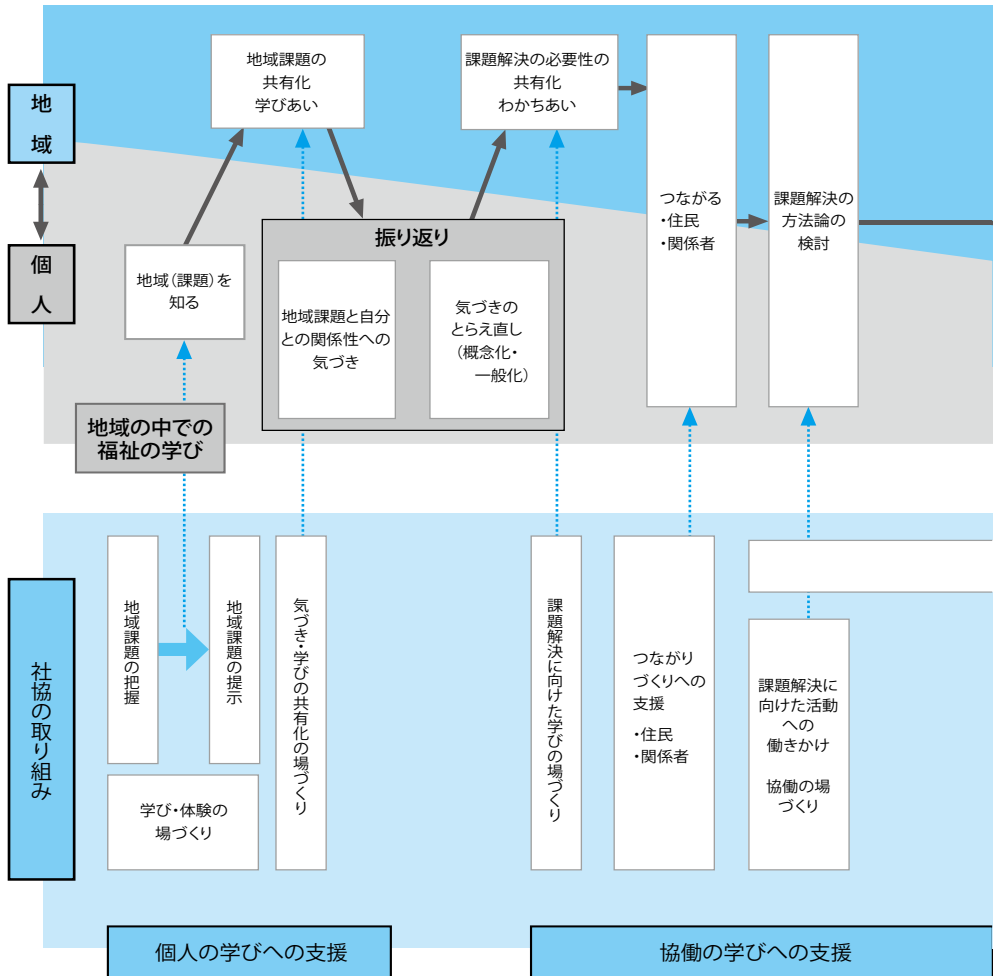 地域
個人
地域課題の
共有化
学びあい
課題解決の必要性の
共有化
わかちあい
地域（課題）を
知る
振り返り
地域課題と自分
との関係性への
気づき
気づきの
とらえ直し
（概念化・
一般化）
つながる
・住民
・関係者
課題解決の
方法論の
検討
地域の中での
福祉の学び
社協の取り組み
地域課題の把握
地域課題の提示
学び・体験の
場づくり
気づき・学びの共有化の場づくり
課題解決に向けた学びの場づくり
つながり
づくりへの
支援
・住民
・関係者
課題解決に
向けた活動
への
働きかけ
協働の場
づくり
個人の学びへの支援
協働の学びへの支援